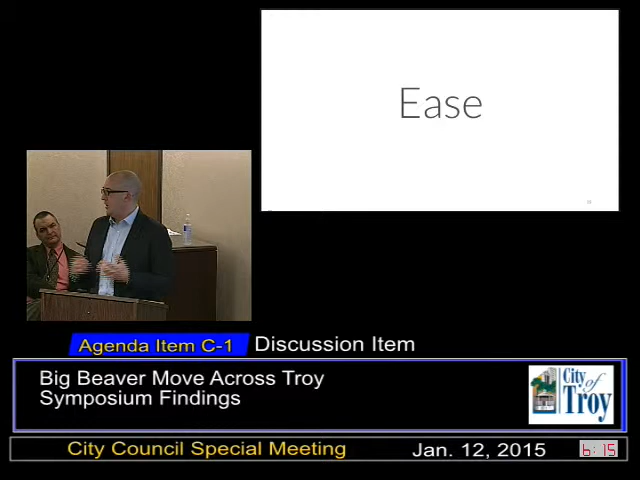 Ease
Agenda Item C-1 Discussion Item
Big Beaver Move Across Troy
Symposium Findings
City
of
Troy
City Council Special Meeting
Jan. 12, 2015
6:15